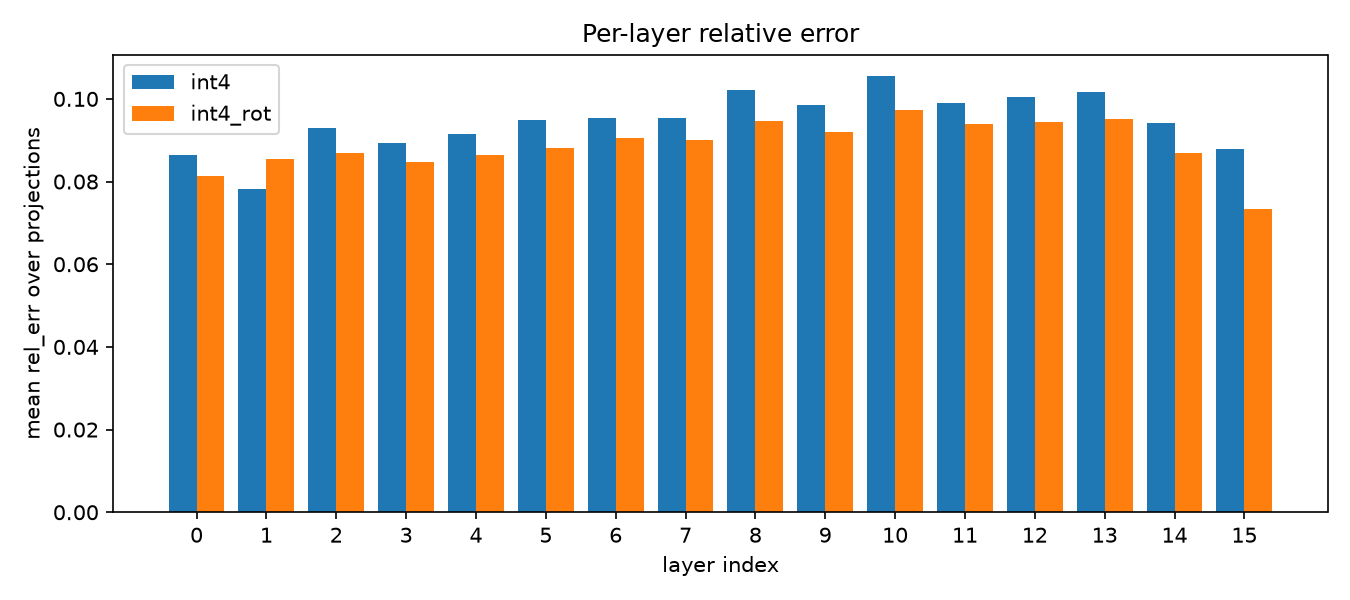 Per-layer relative error
int4
int4_rot
mean rel_err over projections
0.10
0.08
0.06
0.04
0.02
0.00
0 1 2 3 4 5 6 7 8 9 10 11 12 13 14 15
layer index